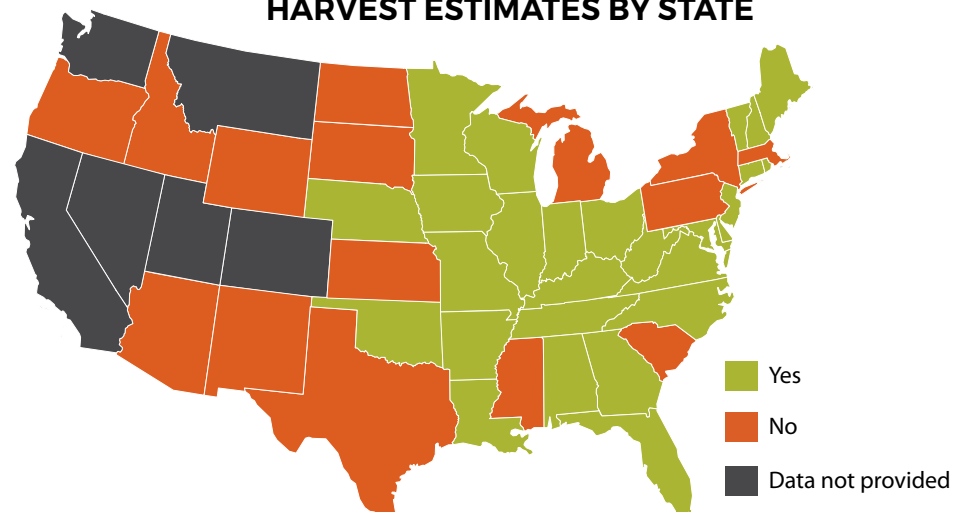 HARVEST ESTIMATES BY STATE
Yes
No
Data not provided